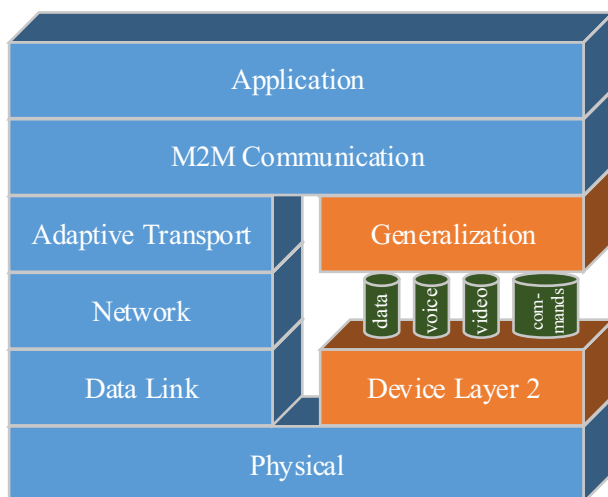 Application
M2M Communication
Adaptive Transport
Generalization
Network
data
voice
video
com-
mands
Data Link
Device Layer 2
Physical